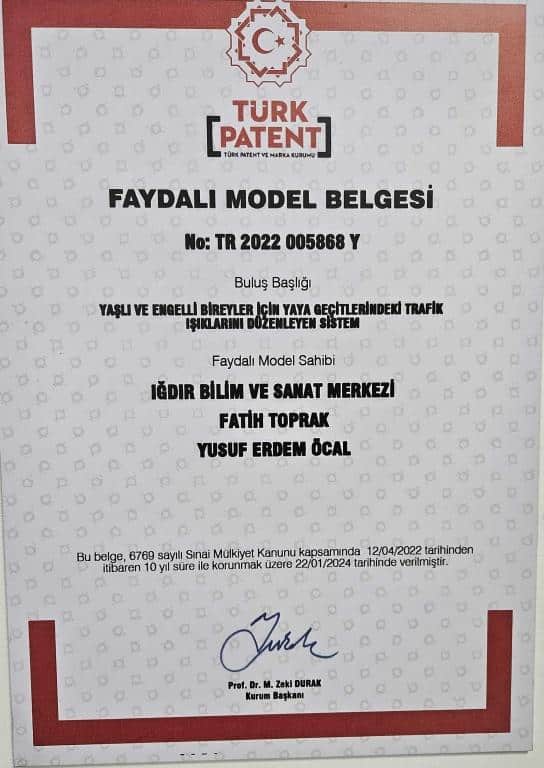 TÜRK
PATENT
TÜRK PATENT VE MARKA KURUMU
FAYDALI MODEL BELGESİ
No: TR 2022 005868 Y
Buluş Başlığı
YAŞLI VE ENGELLİ BİREYLER İÇİN YAYA GEÇİTLERİNDEKİ TRAFİK
IŞIKLARINI DÜZENLEYEN SİSTEM
Faydalı Model Sahibi
IĞDIR BİLİM VE SANAT MERKEZİ
FATİH TOPRAK
YUSUF ERDEM ÖCAL
Bu belge, 6769 sayılı Sınai Mülkiyet Kanunu kapsamında 12/04/2022 tarihinden
itibaren 10 yıl süre ile korunmak üzere 22/01/2024 tarihinde verilmiştir.
Prof. Dr. M. Zeki DURAK
Kurum Başkanı